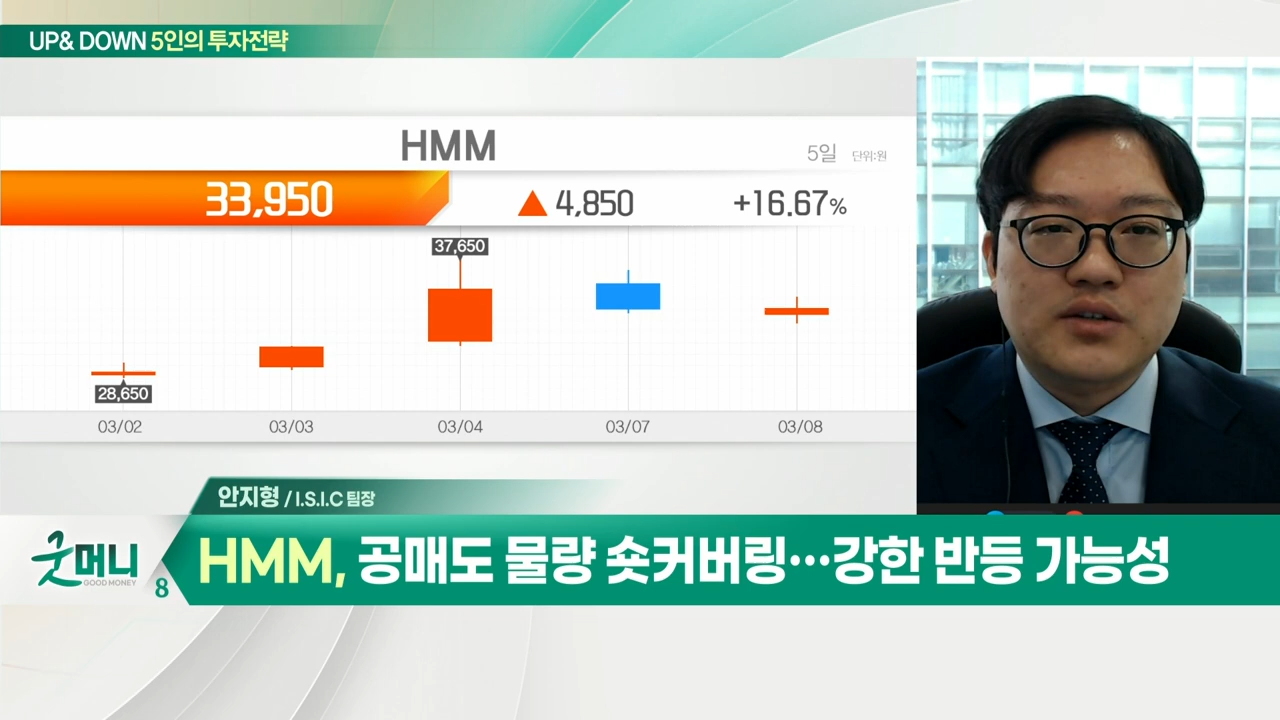 UP& DOWN 5인의 투자전략
HMM
5일 단위:원
33,950 ▲ 4,850 +16.67%
37,650
28,650
03/02 03/03 03/04 03/07 03/08
안지형 / I.S.I.C 팀장
굿머니
GOOD MONEY
8
HMM, 공매도 물량 숏커버링…강한 반등 가능성